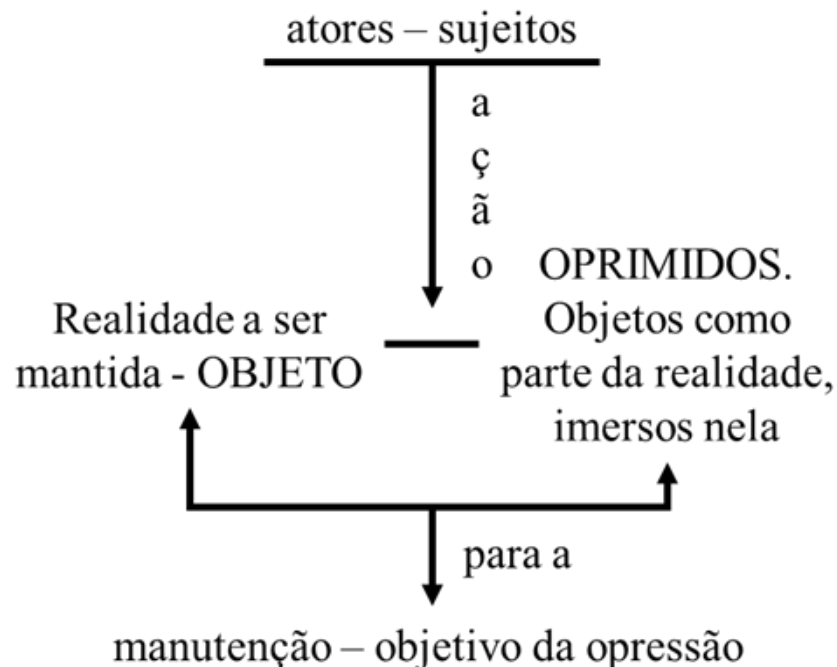 atores – sujeitos
ação
OPRIMIDOS.
Objetos como
parte da realidade,
imersos nela
Realidade a ser
mantida - OBJETO
para a
manutenção – objetivo da opressão